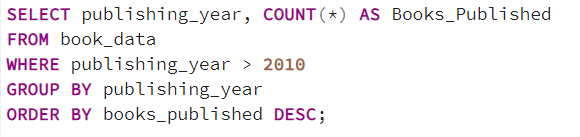 SELECT publishing_year, COUNT(*) AS Books_Published
FROM book_data
WHERE publishing_year > 2010
GROUP BY publishing_year
ORDER BY books_published DESC;